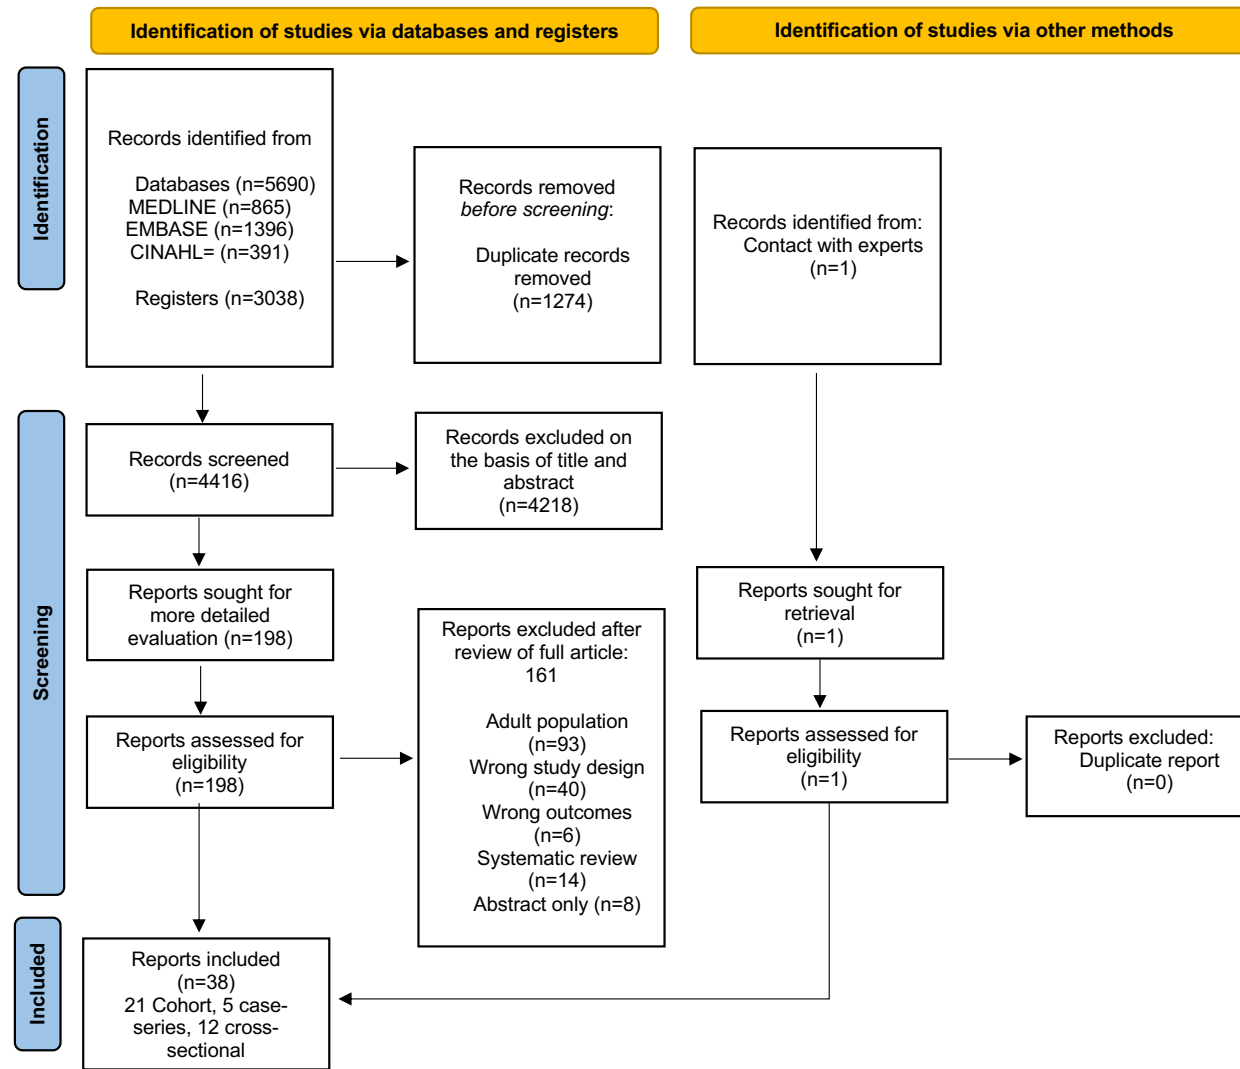 Identification of studies via databases and registers
Identification of studies via other methods
Identification
Records identified from
Databases (n=5690)
MEDLINE (n=865)
EMBASE (n=1396)
CINAHL= (n=391)
Registers (n=3038)
Records removed
before screening:
Duplicate records
removed
(n=1274)
Records identified from:
Contact with experts
(n=1)
Screening
Records screened
(n=4416)
Records excluded on
the basis of title and
abstract
(n=4218)
Reports sought for
more detailed
evaluation (n=198)
Reports assessed for
eligibility
(n=198)
Reports excluded after
review of full article:
161
Adult population
(n=93)
Wrong study design
(n=40)
Wrong outcomes
(n=6)
Systematic review
(n=14)
Abstract only (n=8)
Reports sought for
retrieval
(n=1)
Reports assessed for
eligibility
(n=1)
Reports excluded:
Duplicate report
(n=0)
Included
Reports included
(n=38)
21 Cohort, 5 case-
series, 12 cross-
sectional